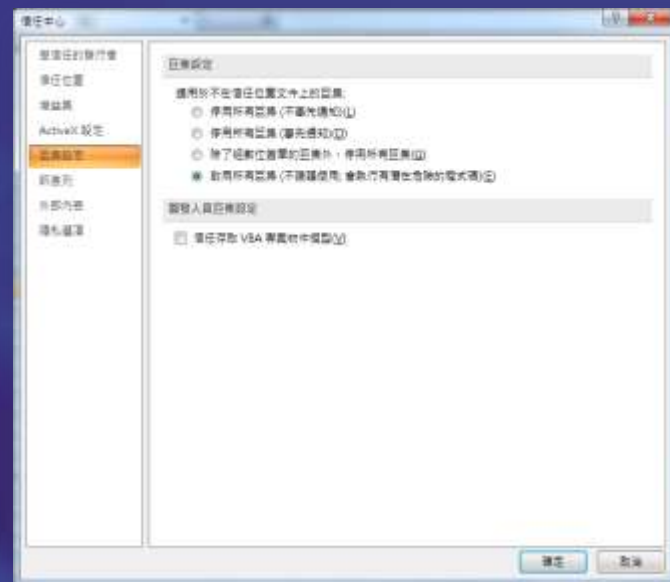 信任中心
受信任的發行者
信任位置
增益集
ActiveX 設定
巨集設定
訊息列
外部內容
隱私選項
巨集設定
適用於不在信任位置文件上的巨集:
停用所有巨集 (不事先通知)(L)
停用所有巨集 (事先通知)(D)
除了經數位簽章的巨集外，停用所有巨集(G)
啟用所有巨集 (不建議使用; 會執行有潛在危險的程式碼)(E)
開發人員巨集設定
信任存取 VBA 專案物件模型(V)
確定
取消